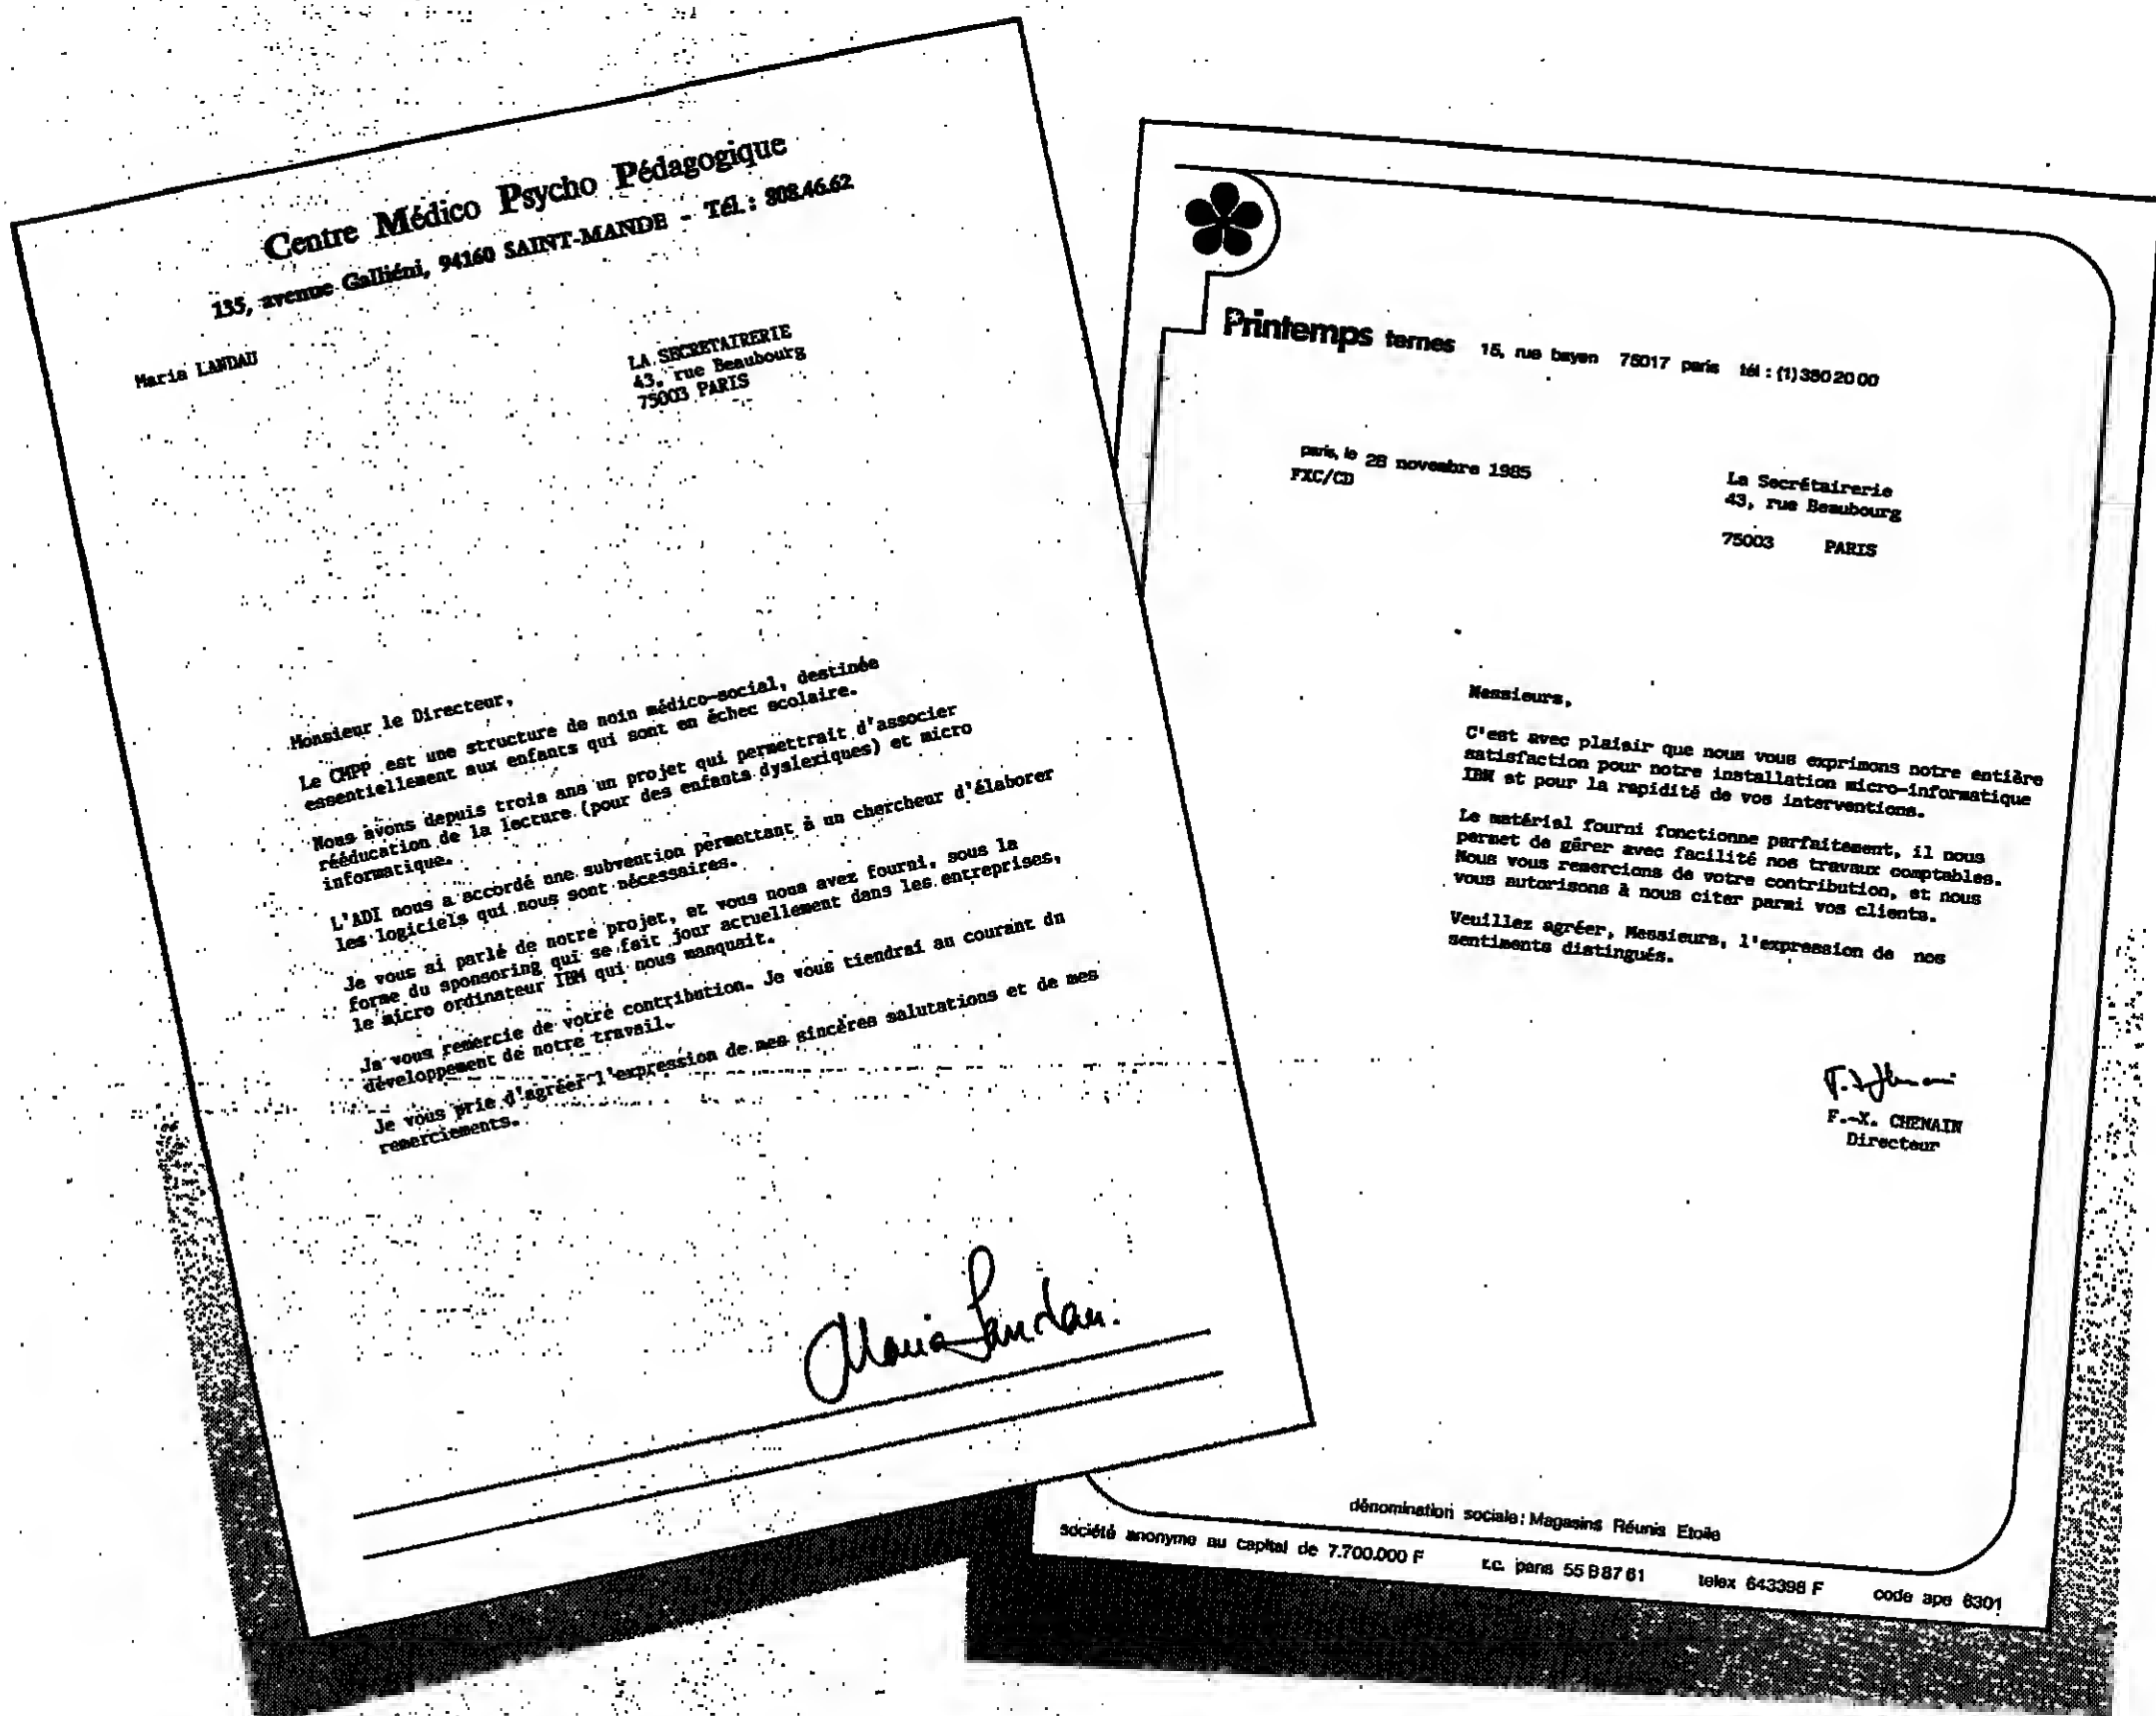 Centre Médico Psycho Pédagogique
135, avenue Galliéni, 94160 SAINT-MANDE - Tél.: 808.46.62
Maria LANDAU
LA SECRETAIRERIE
43, rue Beaubourg
75003 PARIS
Monsieur le Directeur,
Le CMPP est une structure de noin médico-social, destinée
essentiellement aux enfants qui sont en échec scolaire.
Nous avons depuis trois ans un projet qui permettrait d'associer
rééducation de la lecture (pour des enfants dyslexiques) et micro
informatique.
L'ADI nous a accordé une subvention permettant à un chercheur d'élaborer
les logiciels qui nous sont nécessaires.
Je vous ai parlé de notre projet, et vous nous avez fourni, sous la
forme du sponsoring qui se fait jour actuellement dans les entreprises,
le micro ordinateur IBM qui nous manquait.
Je vous remercie de votre contribution. Je vous tiendrai au courant du
développement de notre travail.
Je vous prie d'agréer l'expression de mes sincères salutations et de mes
remerciements.
Maria Landau.
Printemps ternes 15, rue bayen 75017 paris tél : (1) 380 20 00
paris, le 28 novembre 1985
FXC/CD
La Secrétairerie
43, rue Beaubourg
75003 PARIS
Messieurs,
C'est avec plaisir que nous vous exprimons notre entière
satisfaction pour notre installation micro-informatique
IBM et pour la rapidité de vos interventions.
Le matérial fourni fonctionne parfaitement, il nous
permet de gérer avec facilité nos travaux comptables.
Nous vous remercions de votre contribution, et nous
vous autorisons à nous citer parmi vos clients.
Veuillez agréer, Messieurs, l'expression de nos
sentiments distingués.
F.-X. CHENAIN
Directeur
dénomination sociale: Magasins Réunis Etoile
société anonyme au capital de 7.700.000 F r.c. paris 55 B 87 61 telex 643398 F code ape 6301